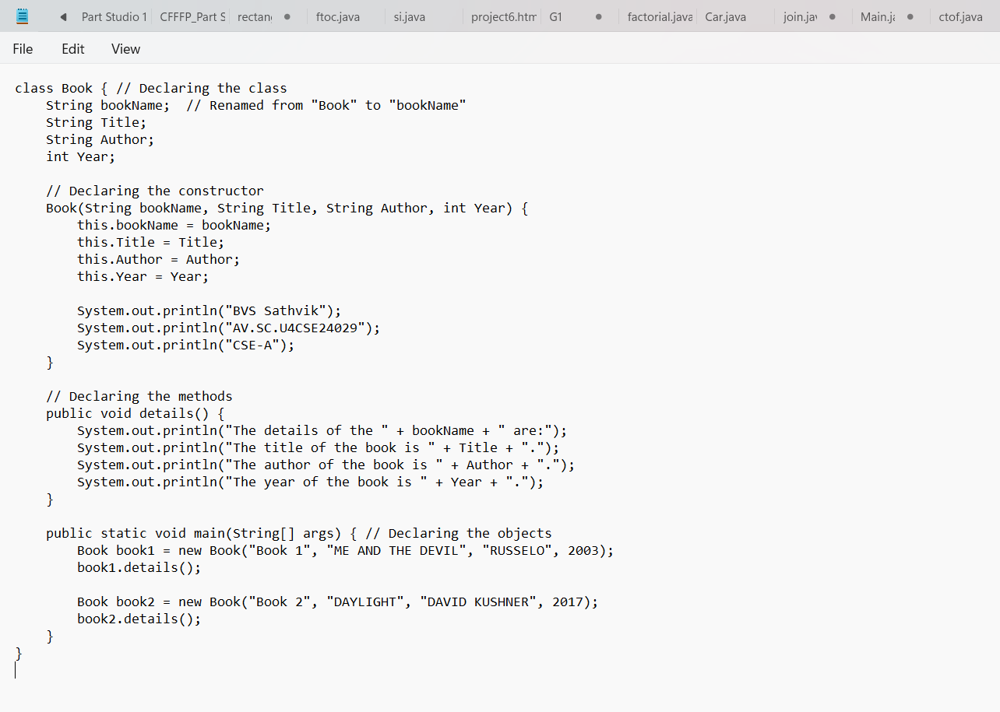 Part Studio 1 CFFFP_Part S ftoc.java si.java project6.htm G1 factorial.java Car.java ctof.java
File Edit View
class Book { // Declaring the class
    String bookName;  // Renamed from "Book" to "bookName"
    String Title;
    String Author;
    int Year;

    // Declaring the constructor
    Book(String bookName, String Title, String Author, int Year) {
        this.bookName = bookName;
        this.Title = Title;
        this.Author = Author;
        this.Year = Year;

        System.out.println("BVS Sathvik");
        System.out.println("AV.SC.U4CSE24029");
        System.out.println("CSE-A");
    }

    // Declaring the methods
    public void details() {
        System.out.println("The details of the " + bookName + " are:");
        System.out.println("The title of the book is " + Title + ".");
        System.out.println("The author of the book is " + Author + ".");
        System.out.println("The year of the book is " + Year + ".");
    }

    public static void main(String[] args) { // Declaring the objects
        Book book1 = new Book("Book 1", "ME AND THE DEVIL", "RUSSELO", 2003);
        book1.details();

        Book book2 = new Book("Book 2", "DAYLIGHT", "DAVID KUSHNER", 2017);
        book2.details();
    }
}